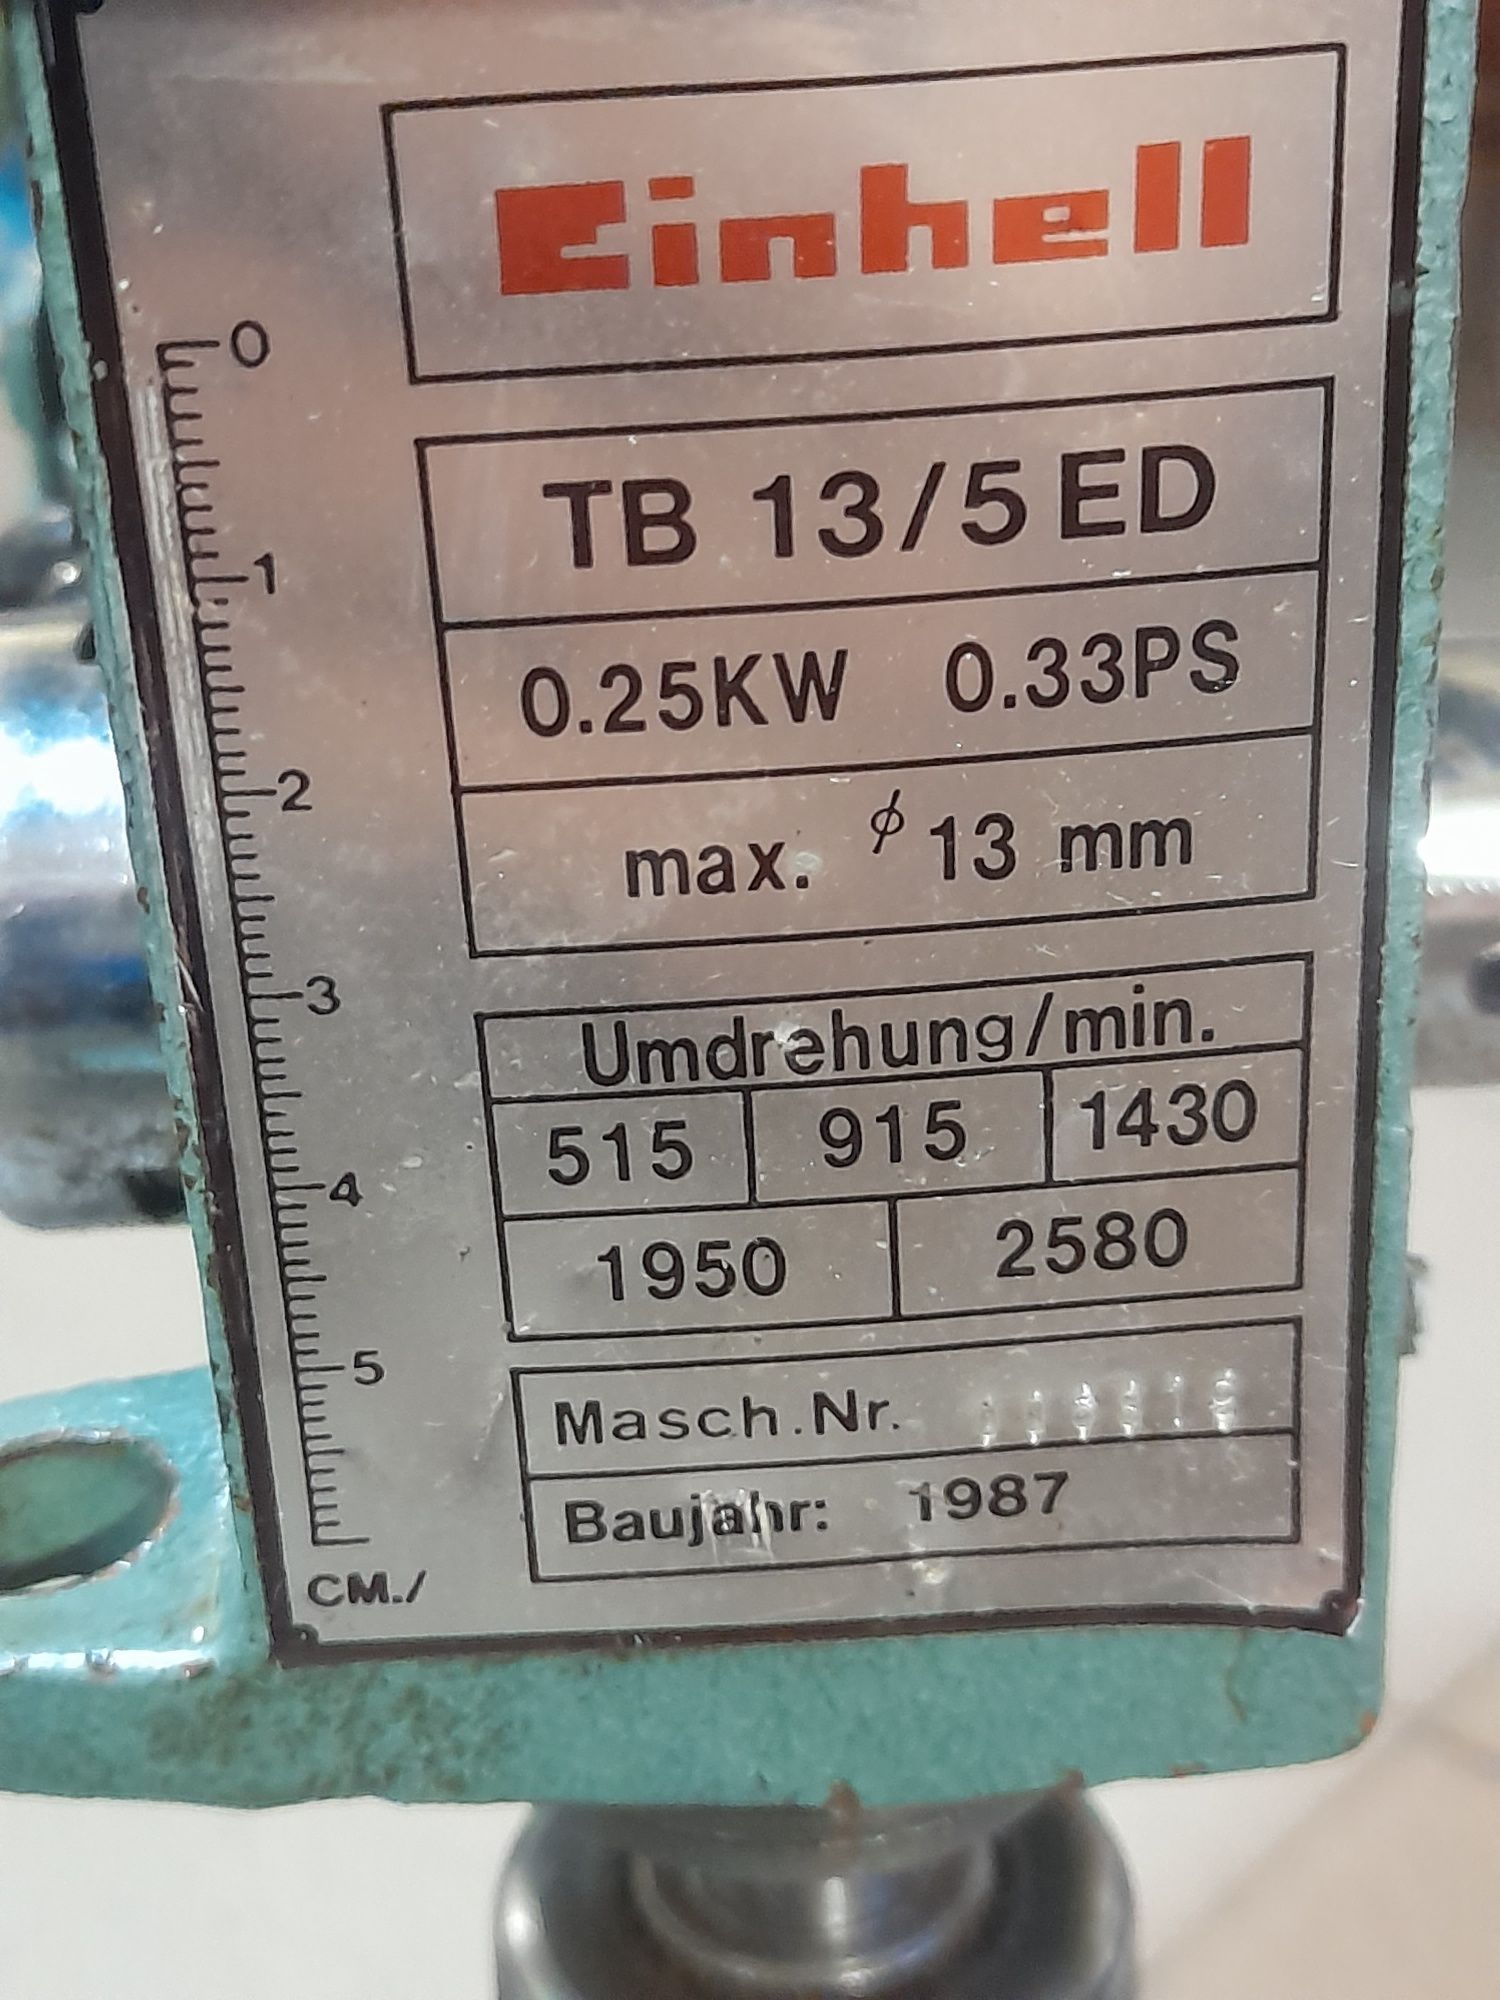 Einhell
0
1
2
3
4
5
CM./
TB 13/5 ED
0.25KW 0.33PS
max. ϕ 13 mm
Umdrehung/min.
515 915 1430
1950 2580
Masch.Nr.
Baujahr: 1987